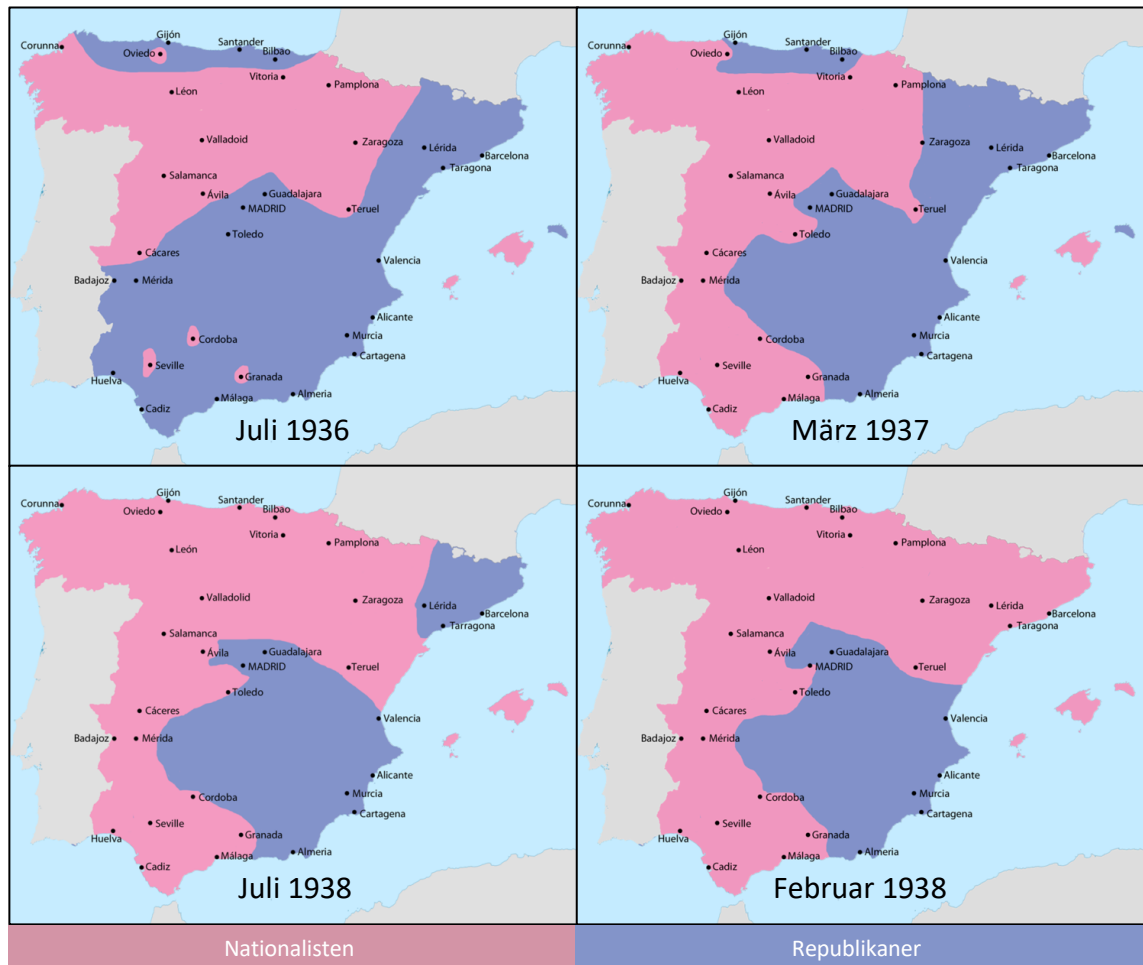 Corunna
Gijón
Santander
Oviedo
Bilbao
Vitoria
Pamplona
Léon
Valladoid
Zaragoza
Lérida
Barcelona
Taragona
Salamanca
Ávila
Guadalajara
MADRID
Teruel
Toledo
Cácares
Valencia
Badajoz
Mérida
Alicante
Cordoba
Murcia
Cartagena
Seville
Huelva
Granada
Málaga
Almeria
Cadiz
Juli 1936
Corunna
Gijón
Santander
Oviedo
Bilbao
Vitoria
Pamplona
Léon
Valladoid
Zaragoza
Lérida
Barcelona
Taragona
Salamanca
Ávila
Guadalajara
MADRID
Teruel
Toledo
Cácares
Valencia
Badajoz
Mérida
Alicante
Cordoba
Murcia
Cartagena
Seville
Huelva
Granada
Málaga
Almeria
Cadiz
März 1937
Corunna
Gijón
Santander
Oviedo
Bilbao
Vitoria
Pamplona
León
Valladolid
Zaragoza
Lérida
Barcelona
Tarragona
Salamanca
Ávila
Guadalajara
MADRID
Teruel
Toledo
Cáceres
Valencia
Badajoz
Mérida
Alicante
Cordoba
Murcia
Cartagena
Seville
Huelva
Granada
Málaga
Almeria
Cadiz
Juli 1938
Corunna
Gijón
Santander
Oviedo
Bilbao
Vitoria
Pamplona
Léon
Valladoid
Zaragoza
Lérida
Barcelona
Taragona
Salamanca
Ávila
Guadalajara
MADRID
Teruel
Toledo
Cácares
Valencia
Badajoz
Mérida
Alicante
Cordoba
Murcia
Cartagena
Seville
Huelva
Granada
Málaga
Almeria
Cadiz
Februar 1938
Nationalisten
Republikaner